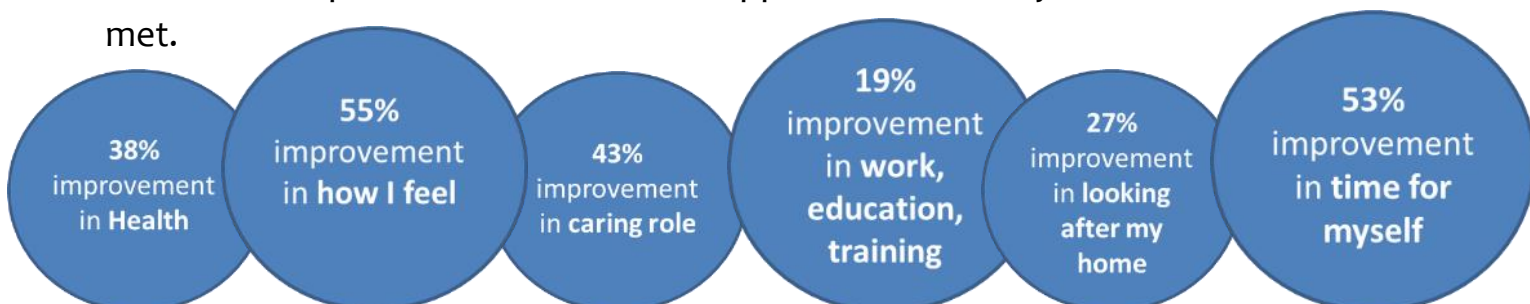 met.
38%
improvement
in Health
55%
improvement
in how I feel
43%
improvement
in caring role
19%
improvement
in work,
education,
training
27%
improvement
in looking
after my
home
53%
improvement
in time for
myself